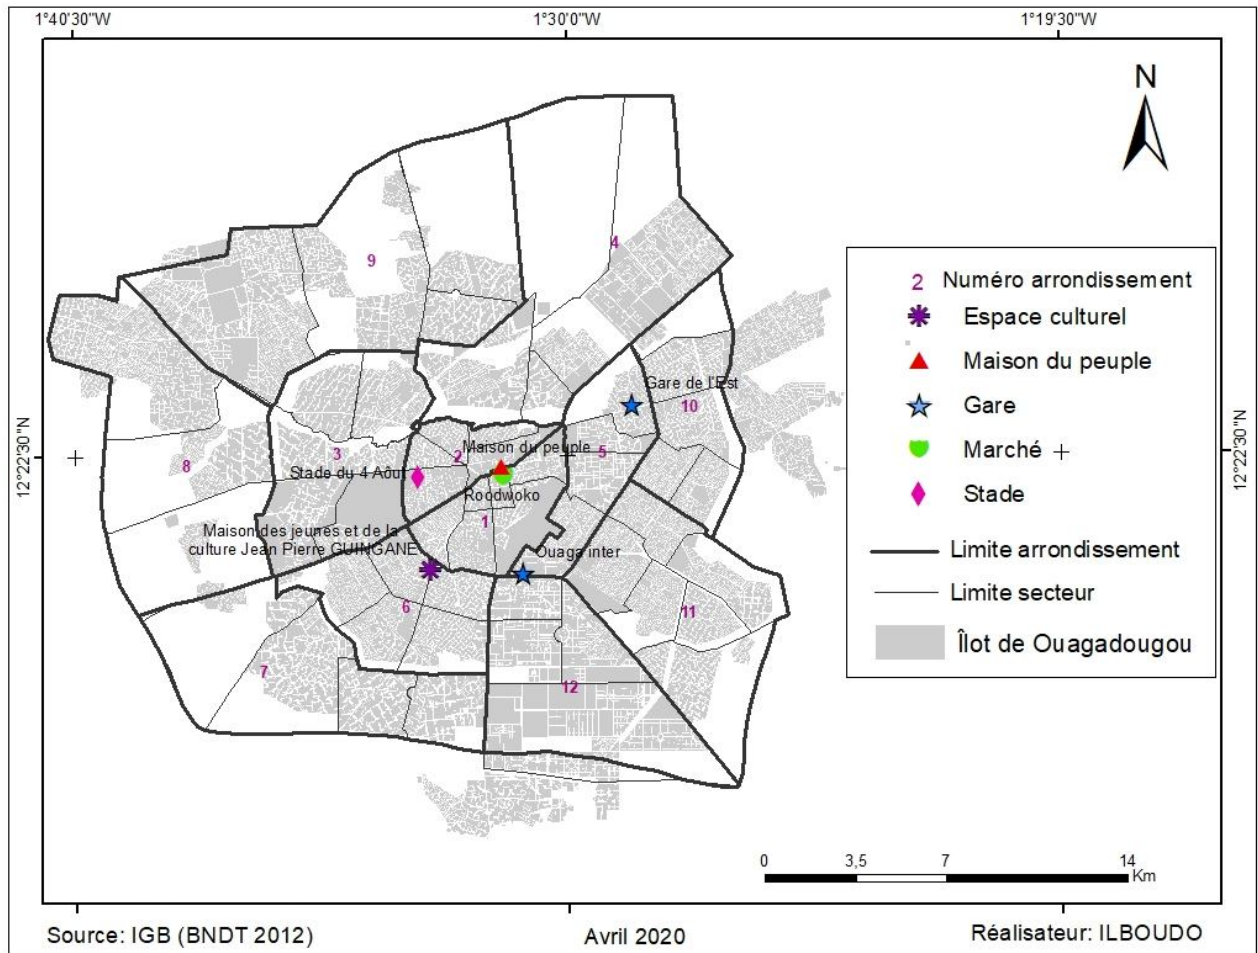 1°40'30"W
1°30'0"W
1°19'30"W
N
12°22'30"N
12°22'30"N
4
9
Gare de l'Est
10
3
2
Maison du peuple
5
8
Stade du 4 Aôut
Roodwoko
1
Maison des jeunes et de la
culture Jean Pierre GUINGANE
Ouaga inter
6
11
7
12
2 Numéro arrondissement
Espace culturel
Maison du peuple
Gare
Marché
Stade
Limite arrondissement
Limite secteur
Îlot de Ouagadougou
0 3,5 7 14
Km
Source: IGB (BNDT 2012)
Avril 2020
Réalisateur: ILBOUDO